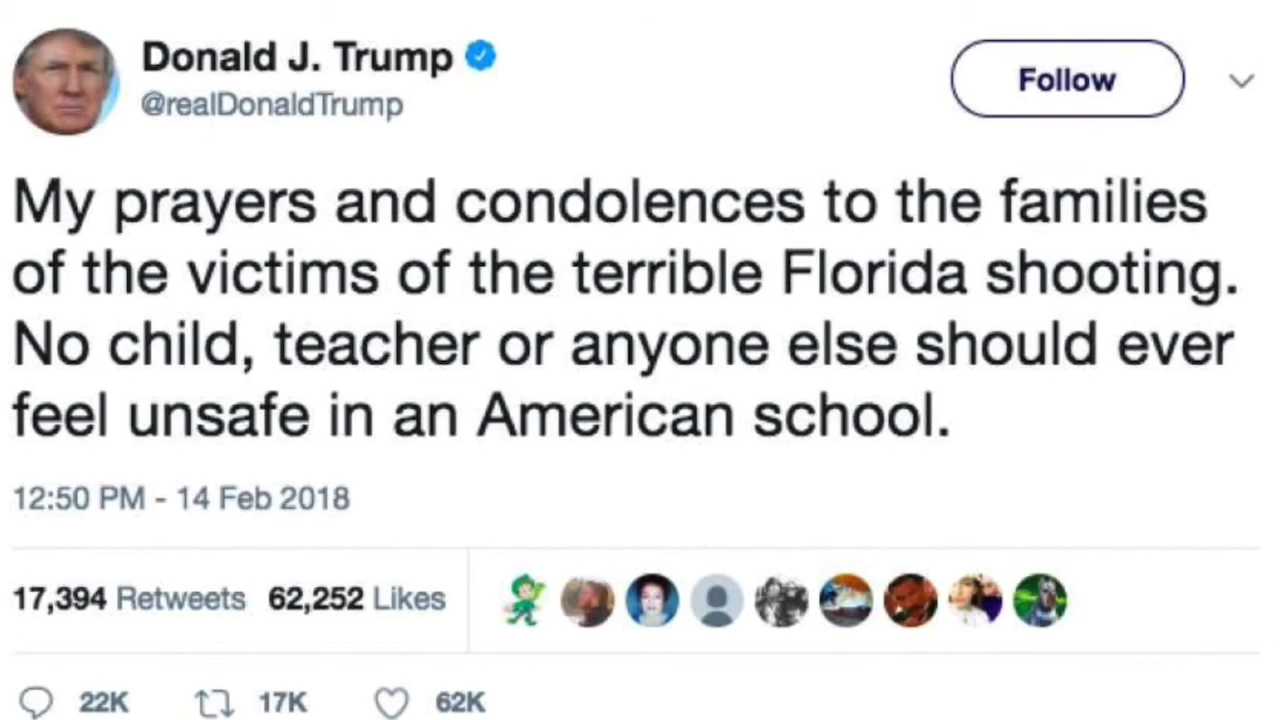 Donald J. Trump
@realDonaldTrump
Follow
My prayers and condolences to the families
of the victims of the terrible Florida shooting.
No child, teacher or anyone else should ever
feel unsafe in an American school.
12:50 PM - 14 Feb 2018
17,394 Retweets 62,252 Likes
22K 17K 62K